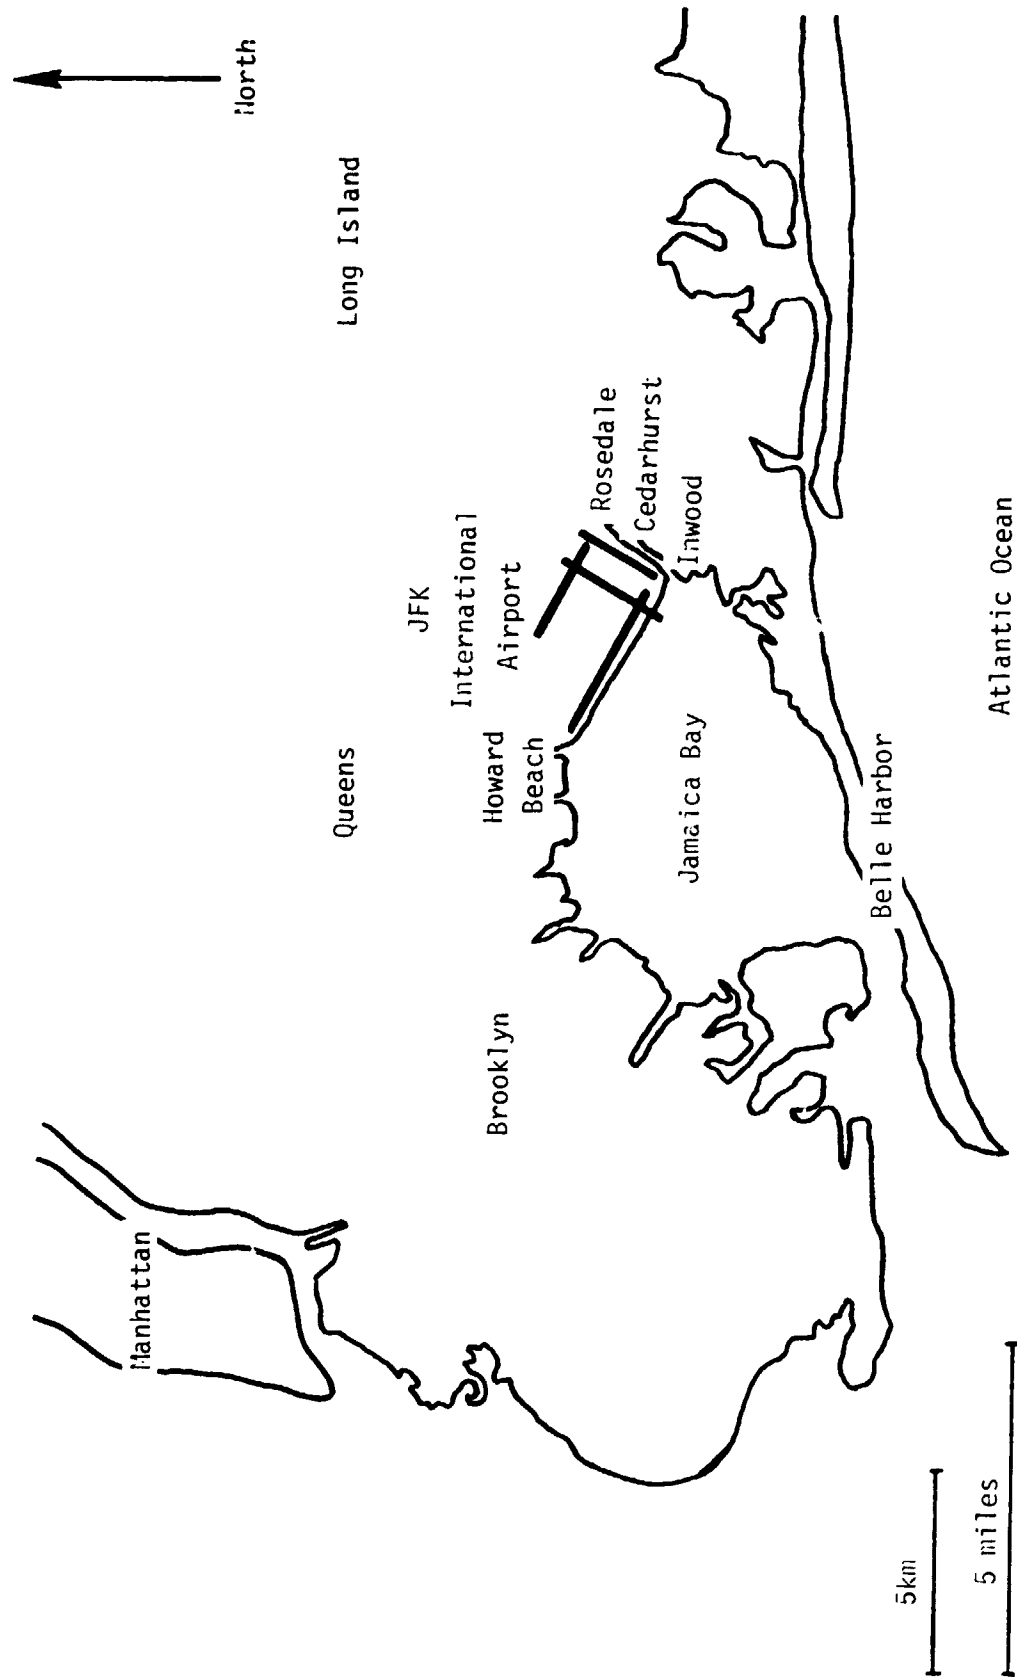 North
Manhattan
Long Island
Queens
JFK
International
Airport
Howard
Beach
Brooklyn
Rosedale
Cedarhurst
Inwood
Jamaica Bay
Belle Harbor
Atlantic Ocean
5km
5 miles